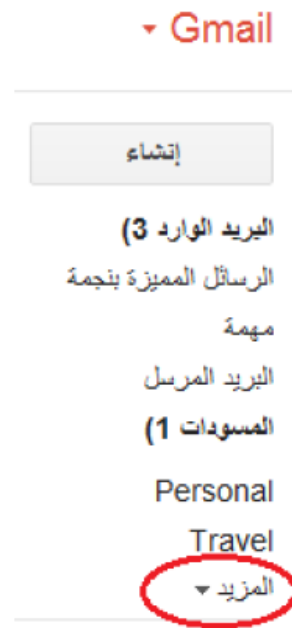 Gmail
إنشاء
البريد الوارد 3)
الرسائل المميزة بنجمة
مهمة
البريد المرسل
المسودات 1)
Personal
Travel
المزيد